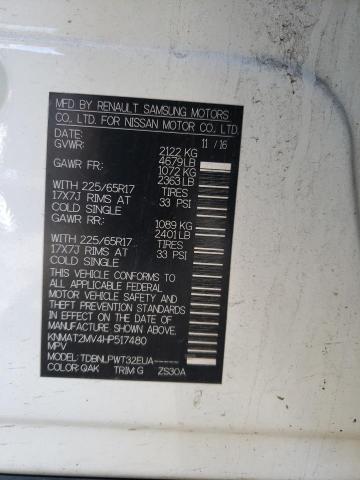 MFD BY RENAULT SAMSUNG MOTORS
CO. LTD. FOR NISSAN MOTOR CO. LTD.
DATE: 11 / 16
GVWR: 2122 KG
4679 LB
GAWR FR: 1072 KG
2363 LB
WITH 225/65R17 TIRES
17X7J RIMS AT 33 PSI
COLD SINGLE
GAWR RR: 1089 KG
2401 LB
WITH 225/65R17 TIRES
17X7J RIMS AT 33 PSI
COLD SINGLE
THIS VEHICLE CONFORMS TO
ALL APPLICABLE FEDERAL
MOTOR VEHICLE SAFETY AND
THEFT PREVENTION STANDARDS
IN EFFECT ON THE DATE OF
MANUFACTURE SHOWN ABOVE.
KNMAT2MV4HP517480
MPV
MODEL: TDBNLPWT32EUA-----
COLOR: QAK TRIM G ZS30A